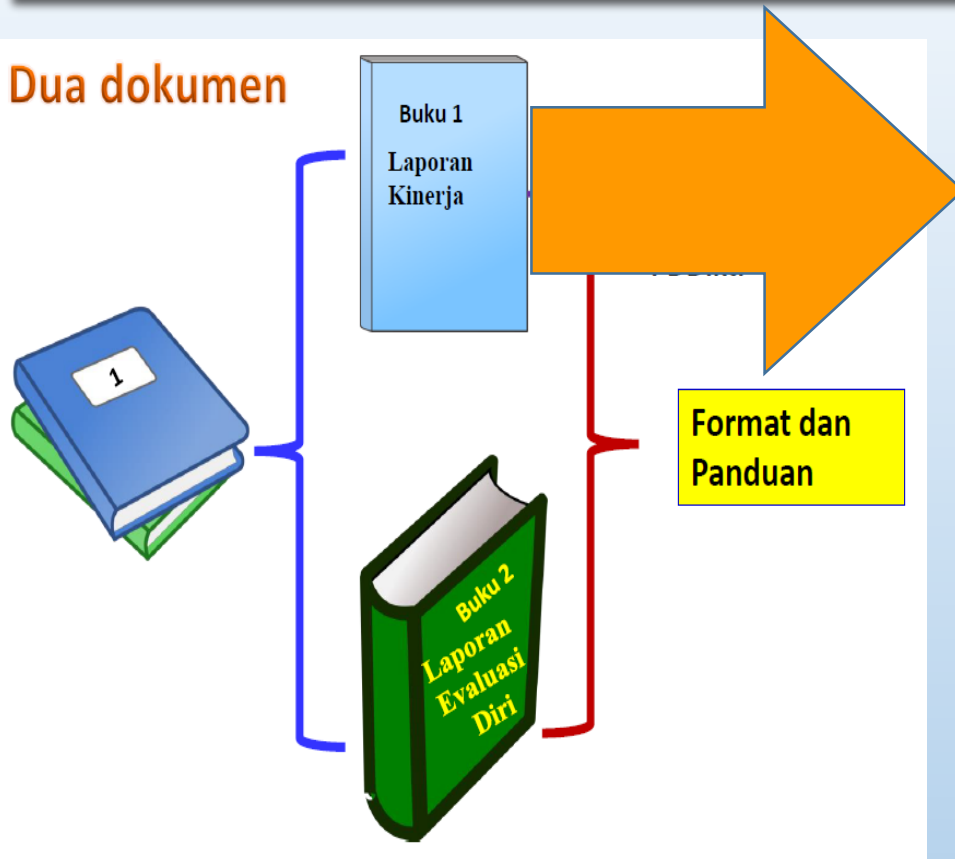 Dua dokumen
Buku 1
Laporan
Kinerja
1
Format dan
Panduan
Buku 2
Laporan
Evaluasi
Diri